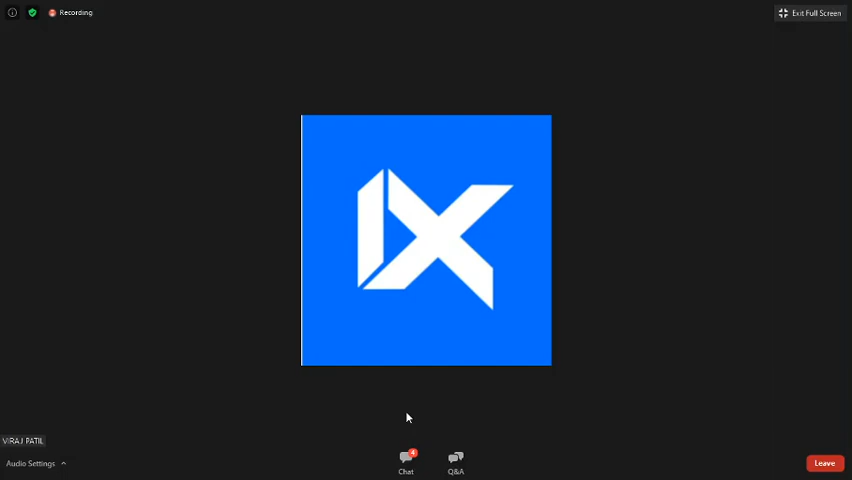 Recording
Exit Full Screen
VIRAJ PATIL
Audio Settings
4
Chat
Q&A
Leave